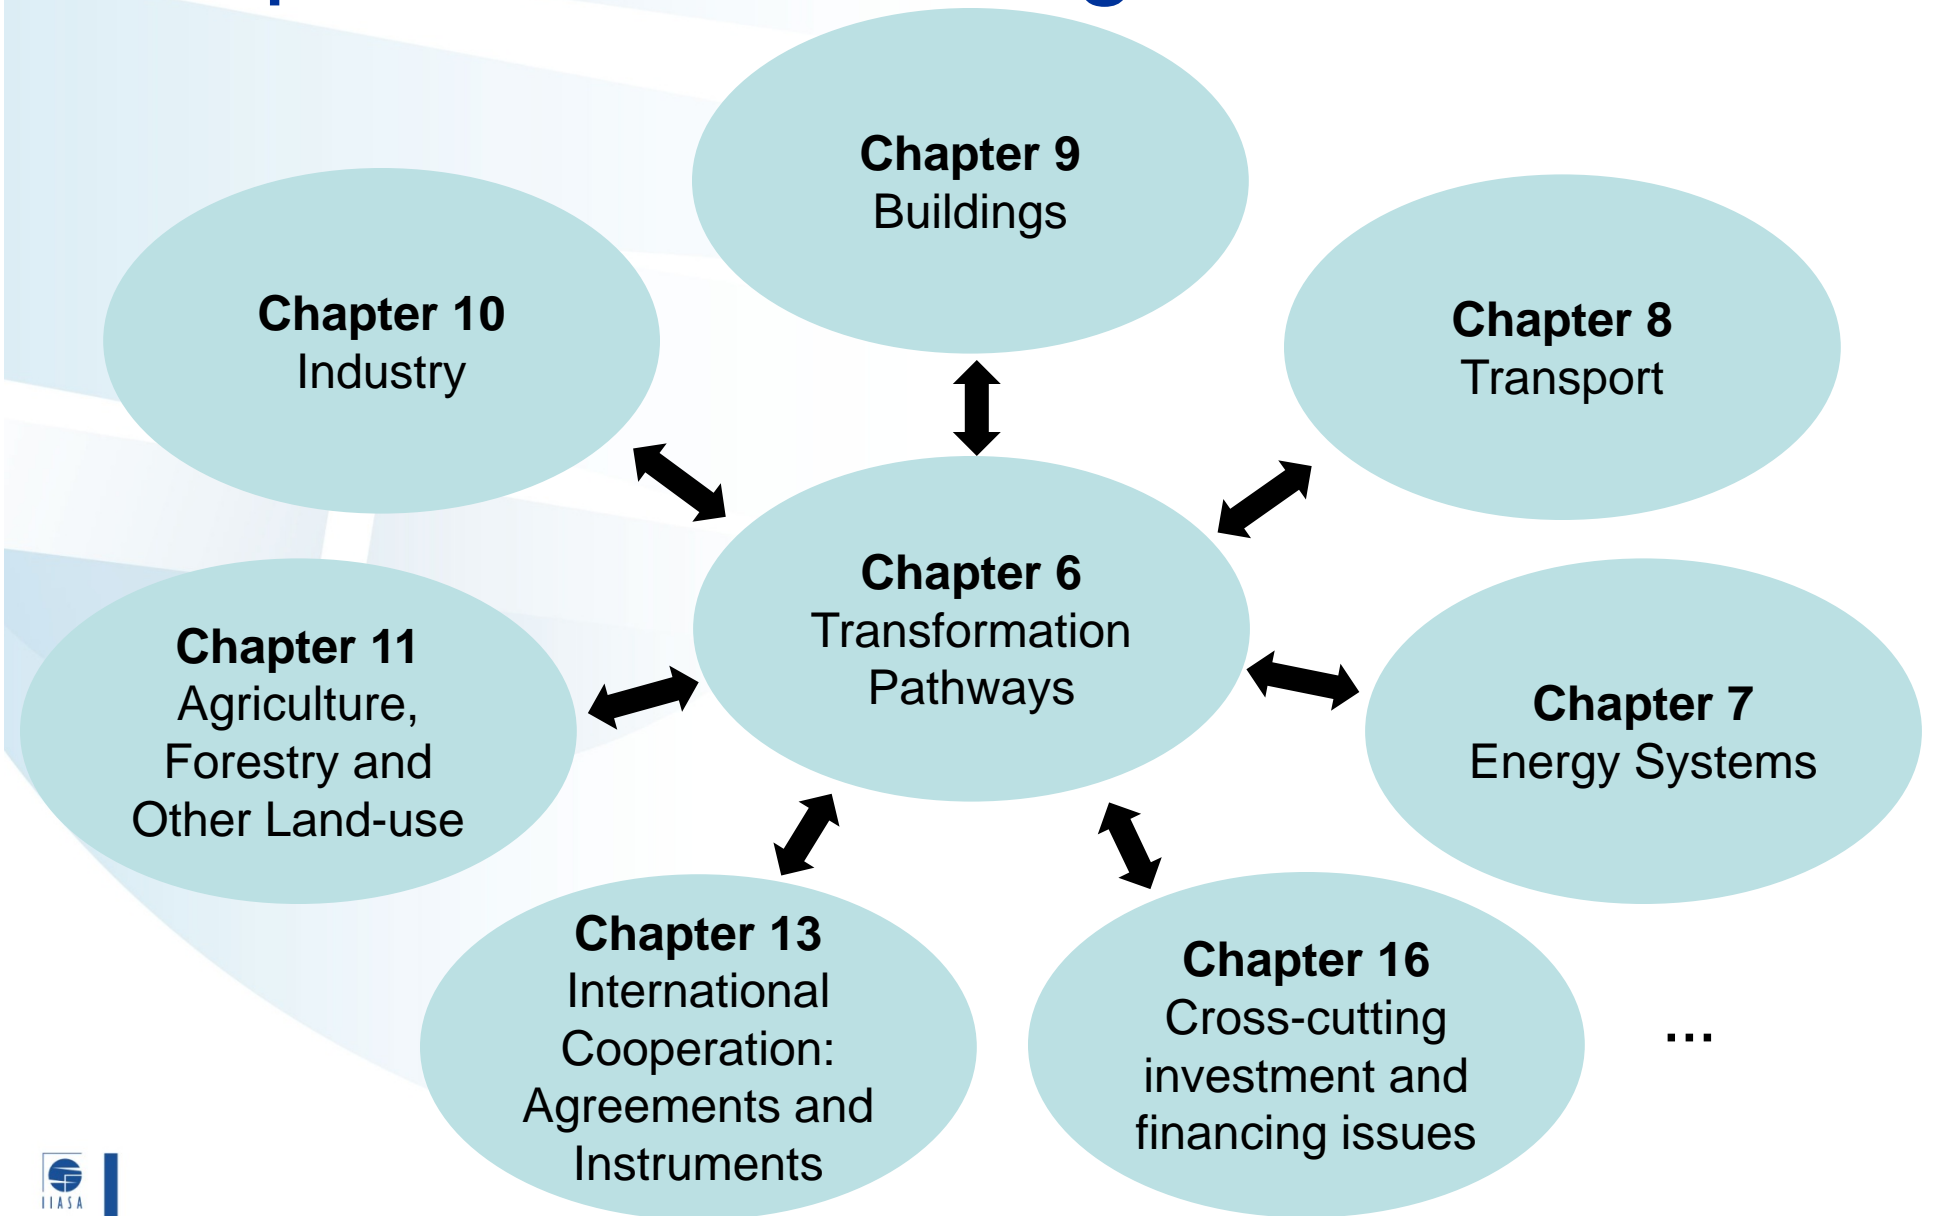 Chapter 9
Buildings
Chapter 10
Industry
Chapter 8
Transport
Chapter 6
Transformation
Pathways
Chapter 11
Agriculture,
Forestry and
Other Land-use
Chapter 7
Energy Systems
Chapter 13
International
Cooperation:
Agreements and
Instruments
Chapter 16
Cross-cutting
investment and
financing issues
...
IIASA